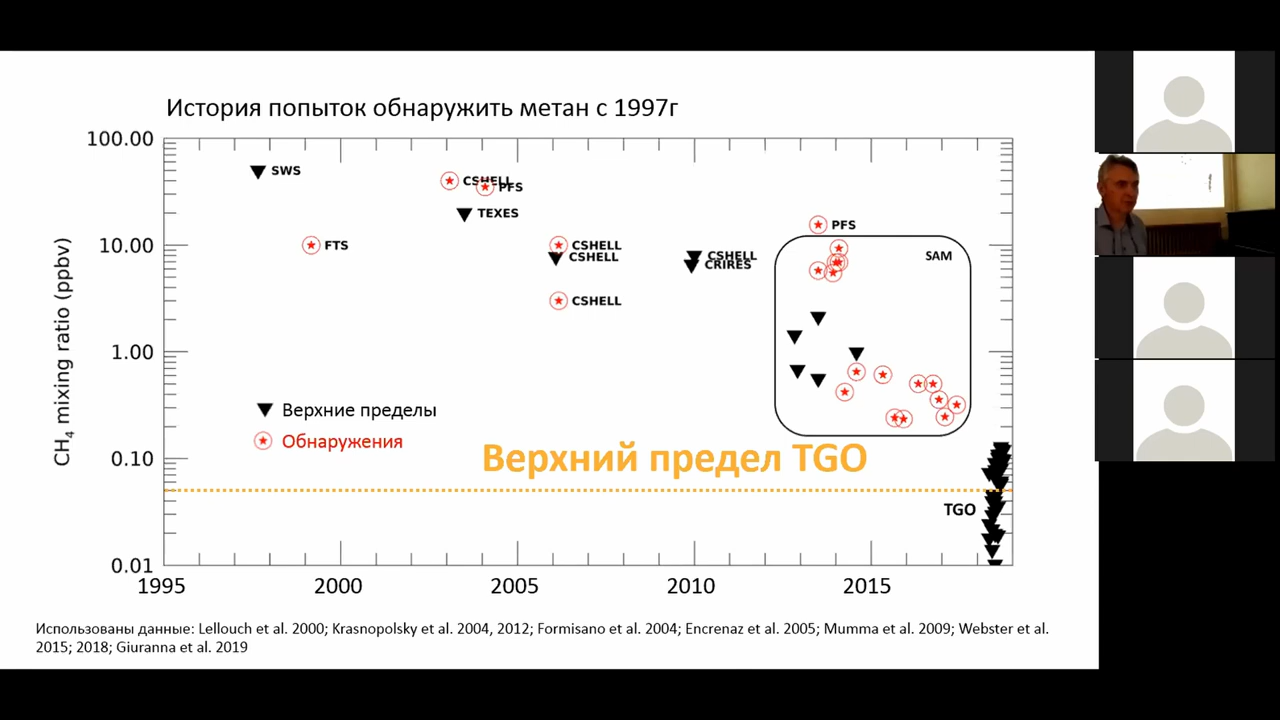 История попыток обнаружить метан с 1997г
100.00
10.00
1.00
0.10
0.01
CH₄ mixing ratio (ppbv)
SWS
CSHELL
PFS
TEXES
FTS
CSHELL
CSHELL
CSHELL
CSHELL
CRIRES
PFS
SAM
Верхние пределы
Обнаружения
Верхний предел TGO
TGO
1995 2000 2005 2010 2015
Использованы данные: Lellouch et al. 2000; Krasnopolsky et al. 2004, 2012; Formisano et al. 2004; Encrenaz et al. 2005; Mumma et al. 2009; Webster et al.
2015; 2018; Giuranna et al. 2019